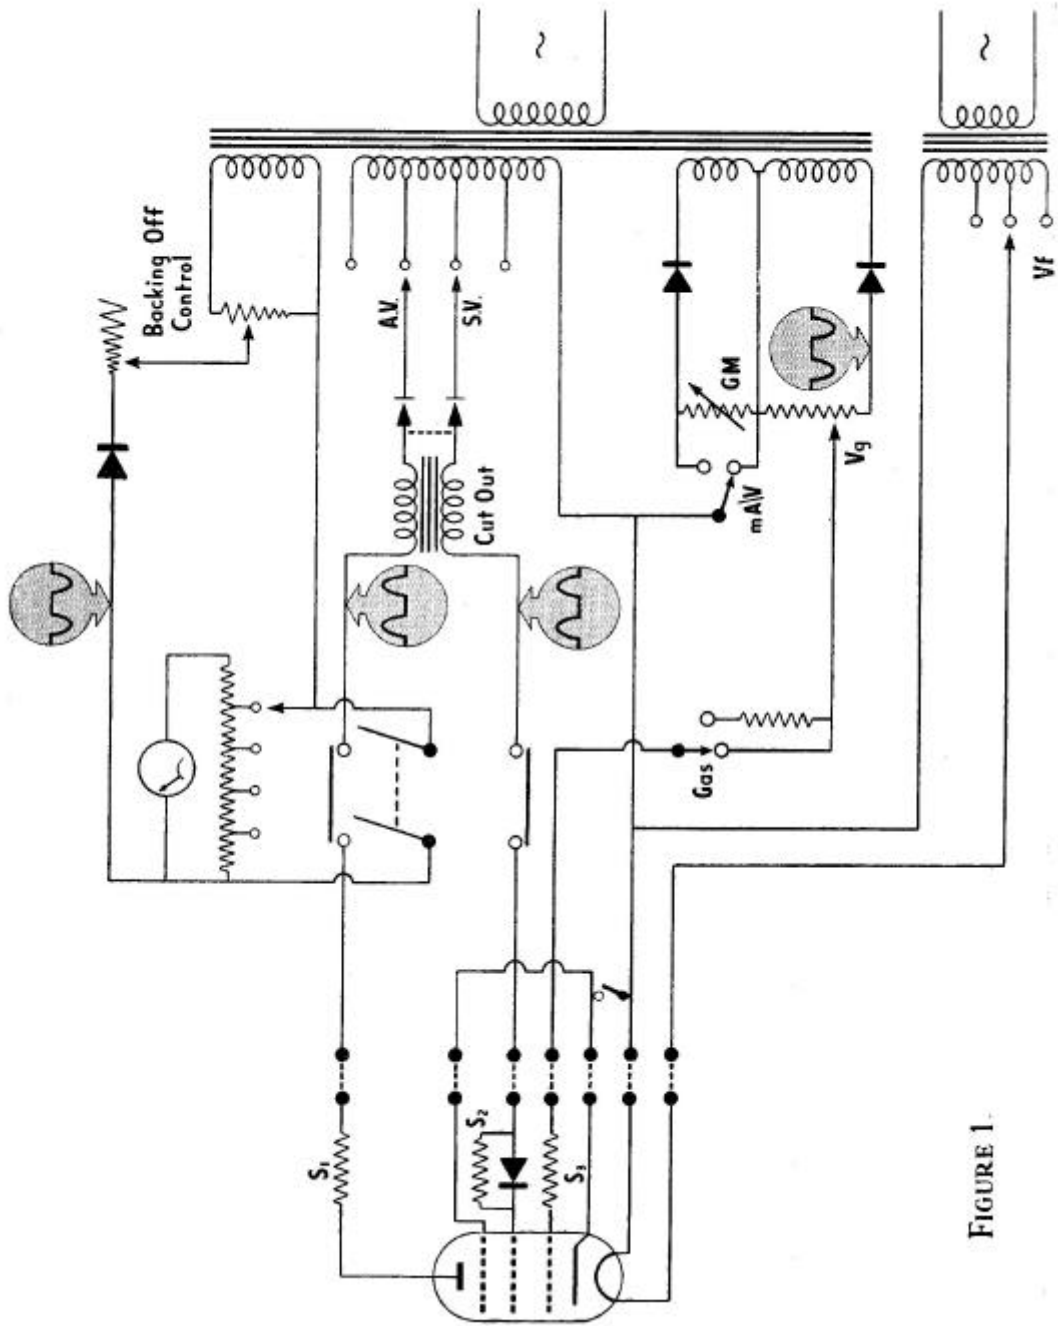 Backing Off
Control
A.V.
S.V.
Cut Out
GM
Vg
mA\V
Gas
Vf
S1
S2
S3
~
~
FIGURE 1.